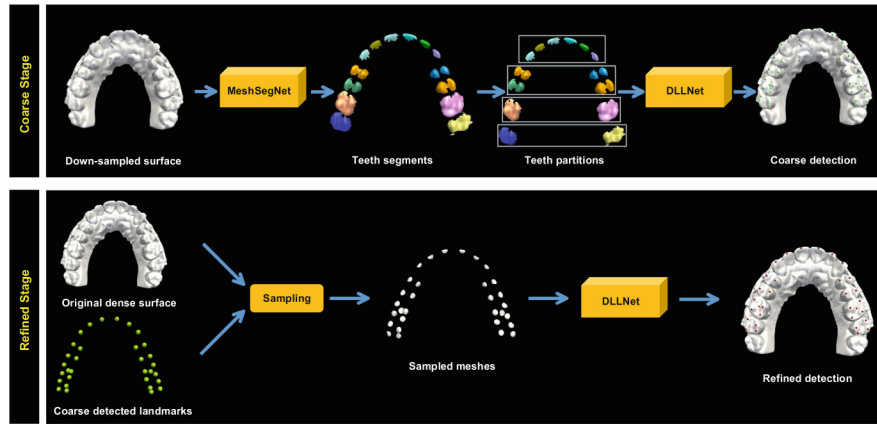 Coarse Stage
MeshSegNet
DLLNet
Down-sampled surface
Teeth segments
Teeth partitions
Coarse detection
Refined Stage
Original dense surface
Sampling
DLLNet
Coarse detected landmarks
Sampled meshes
Refined detection